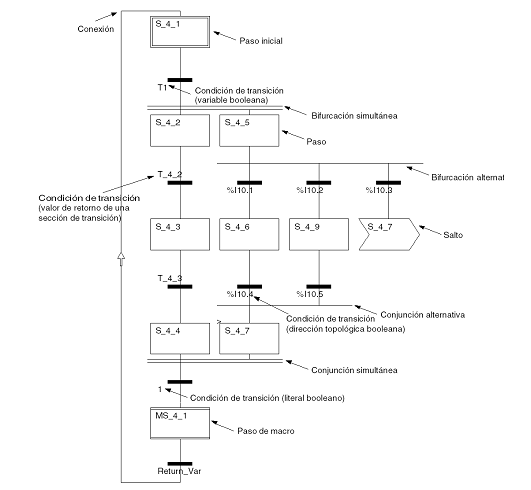 S_4_1
Conexión
Paso inicial
T1
Condición de transición
(variable booleana)
Bifurcación simultánea
S_4_2
S_4_5
Paso
T_4_2
%I10.1
%I10.2
%I10.3
Bifurcación alternat
Condición de transición
(valor de retorno de una
sección de transición)
S_4_3
S_4_6
S_4_9
S_4_7
Salto
T_4_3
%I10.4
%I10.5
Conjunción alternativa
Condición de transición
(dirección topológica booleana)
S_4_4
>
S_4_7
Conjunción simultánea
1
Condición de transición (literal booleano)
MS_4_1
Paso de macro
Return_Var